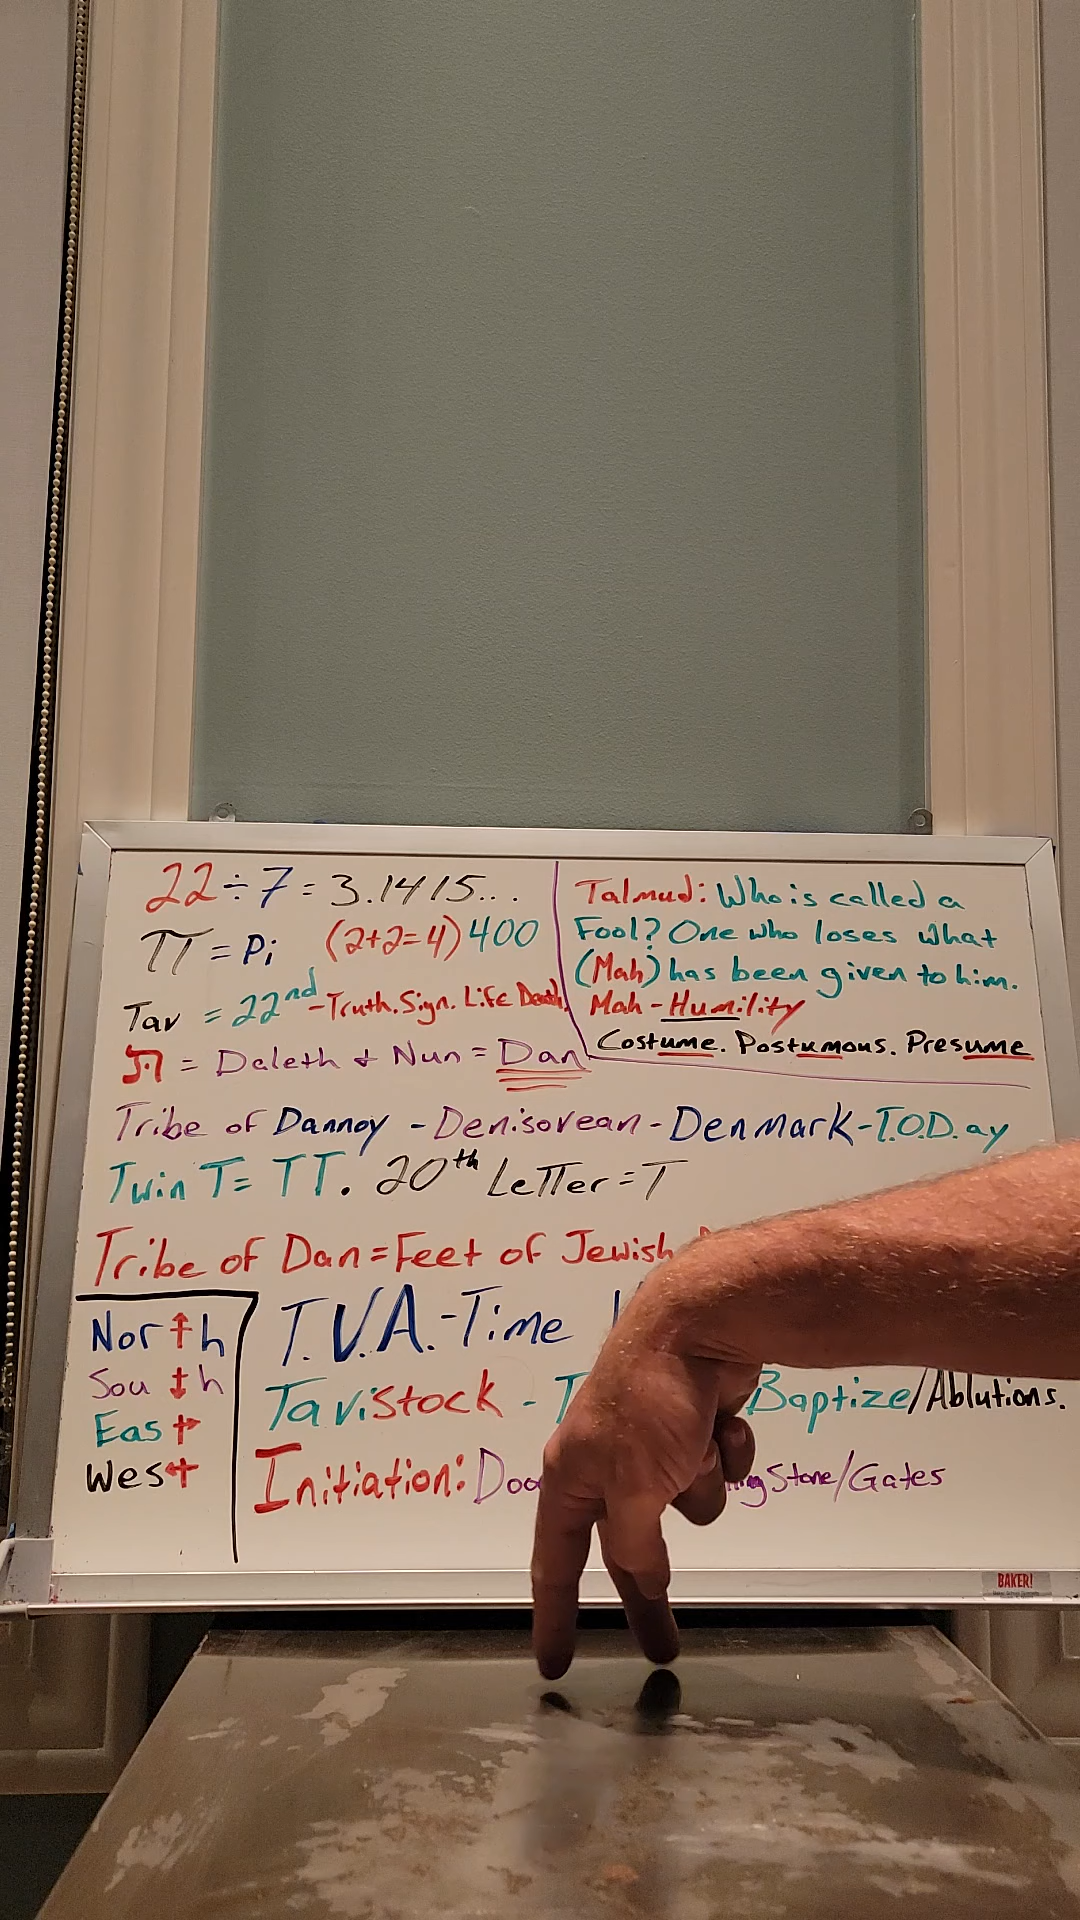 22 ÷ 7 = 3.1415...
π = Pi (2+2=4) 400
Tav = 22nd - Truth. Sign. Life Death.
ת = Daleth + Nun = Dan
Talmud: Who is called a
Fool? One who loses what
(Mah) has been given to him.
Mah - Humility
Costume. Postumous. Presume
Tribe of Dannoy - Denisovean - Denmark - T.O.D.ay
Twin T = TT. 20th Letter = T
Tribe of Dan = Feet of Jewish
North
South
East
West
T.V.A. - Time
Tavistock - Baptize/Ablutions.
Initiation: Stone/Gates
BAKER!